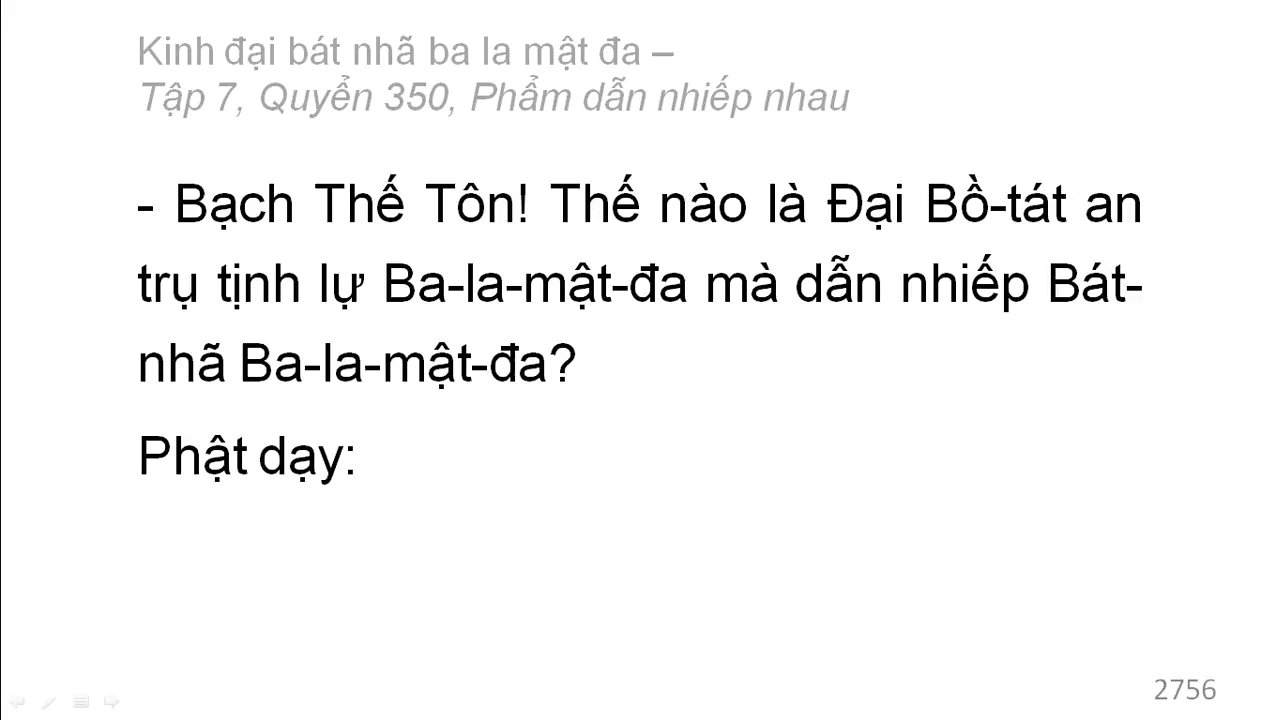 Kinh đại bát nhã ba la mật đa –
Tập 7, Quyển 350, Phẩm dẫn nhiếp nhau
- Bạch Thế Tôn! Thế nào là Đại Bồ-tát an
trụ tịnh lự Ba-la-mật-đa mà dẫn nhiếp Bát-
nhã Ba-la-mật-đa?
Phật dạy:
2756